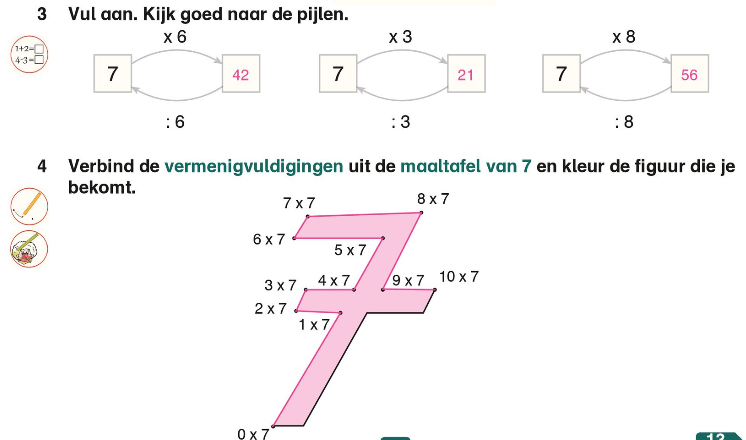 3 Vul aan. Kijk goed naar de pijlen.
1+2=
4-3=
x 6 x 3 x 8
7 42 7 21 7 56
: 6 : 3 : 8
4 Verbind de vermenigvuldigingen uit de maaltafel van 7 en kleur de figuur die je
bekomt.
7 x 7 8 x 7
6 x 7
5 x 7
3 x 7 4 x 7 9 x 7 10 x 7
2 x 7
1 x 7
0 x 7